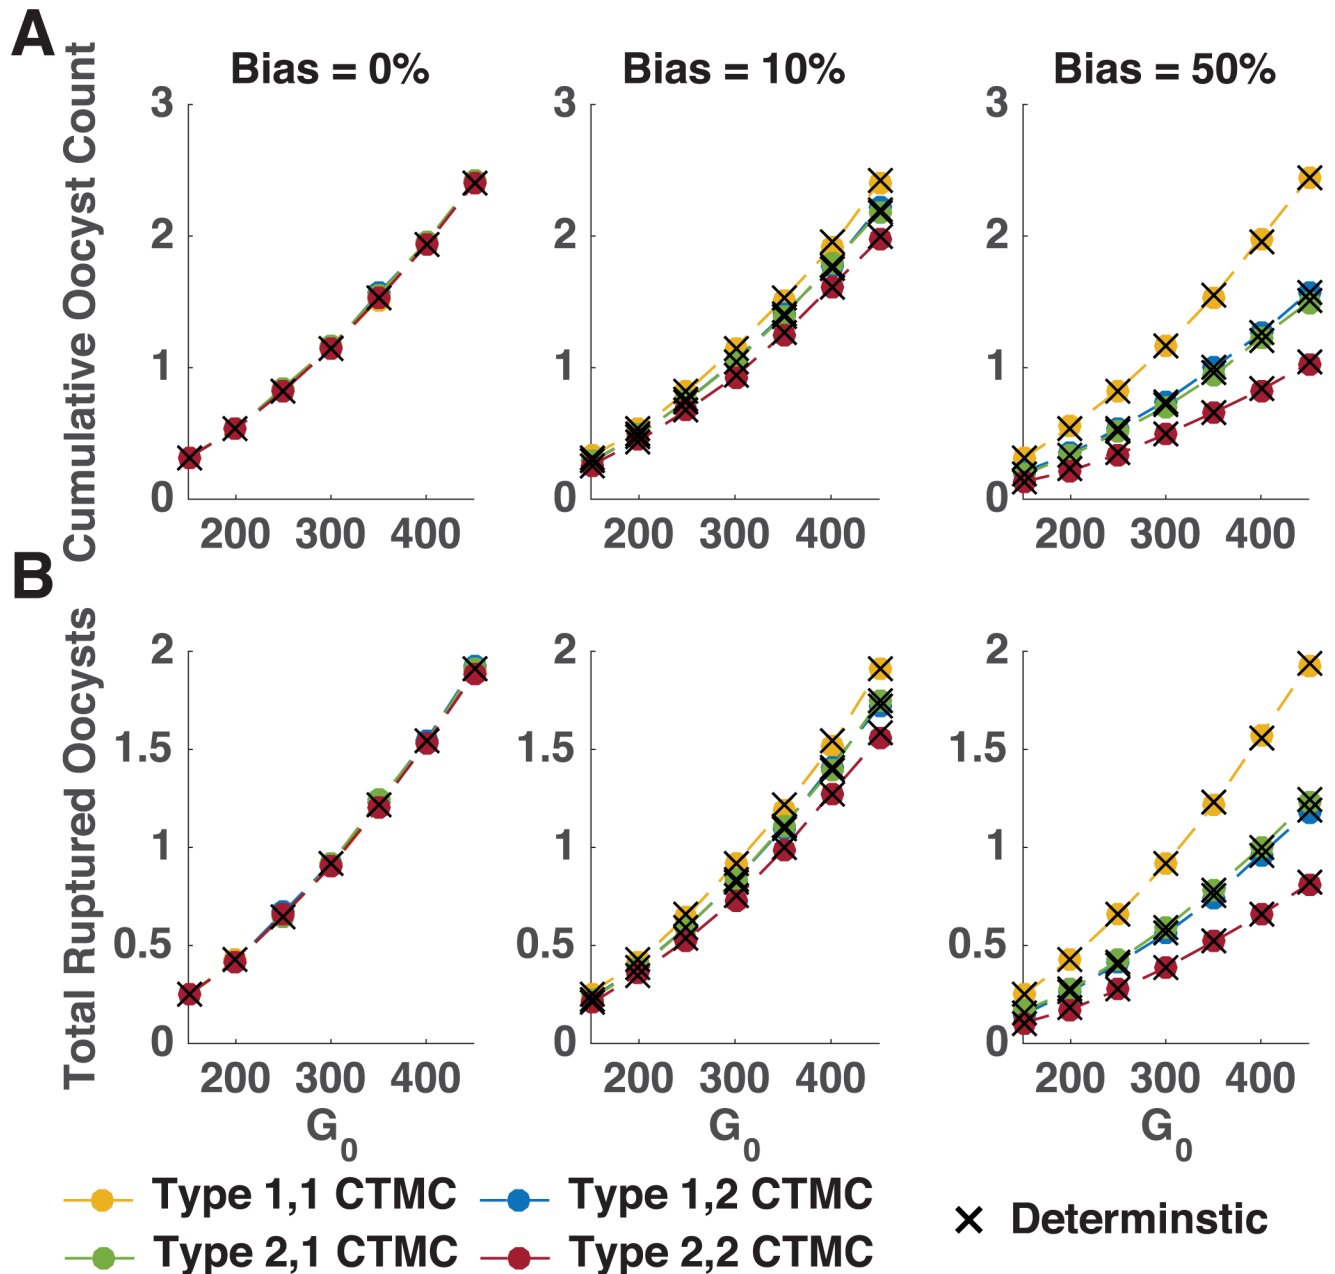 A
Bias = 0%
Bias = 10%
Bias = 50%
Cumulative Oocyst Count
3
2
1
0
200 300 400
3
2
1
0
200 300 400
3
2
1
0
200 300 400
B
Total Ruptured Oocysts
2
1.5
1
0.5
0
200 300 400
G0
2
1.5
1
0.5
0
200 300 400
G0
2
1.5
1
0.5
0
200 300 400
G0
Type 1,1 CTMC
Type 1,2 CTMC
Type 2,1 CTMC
Type 2,2 CTMC
Determinstic